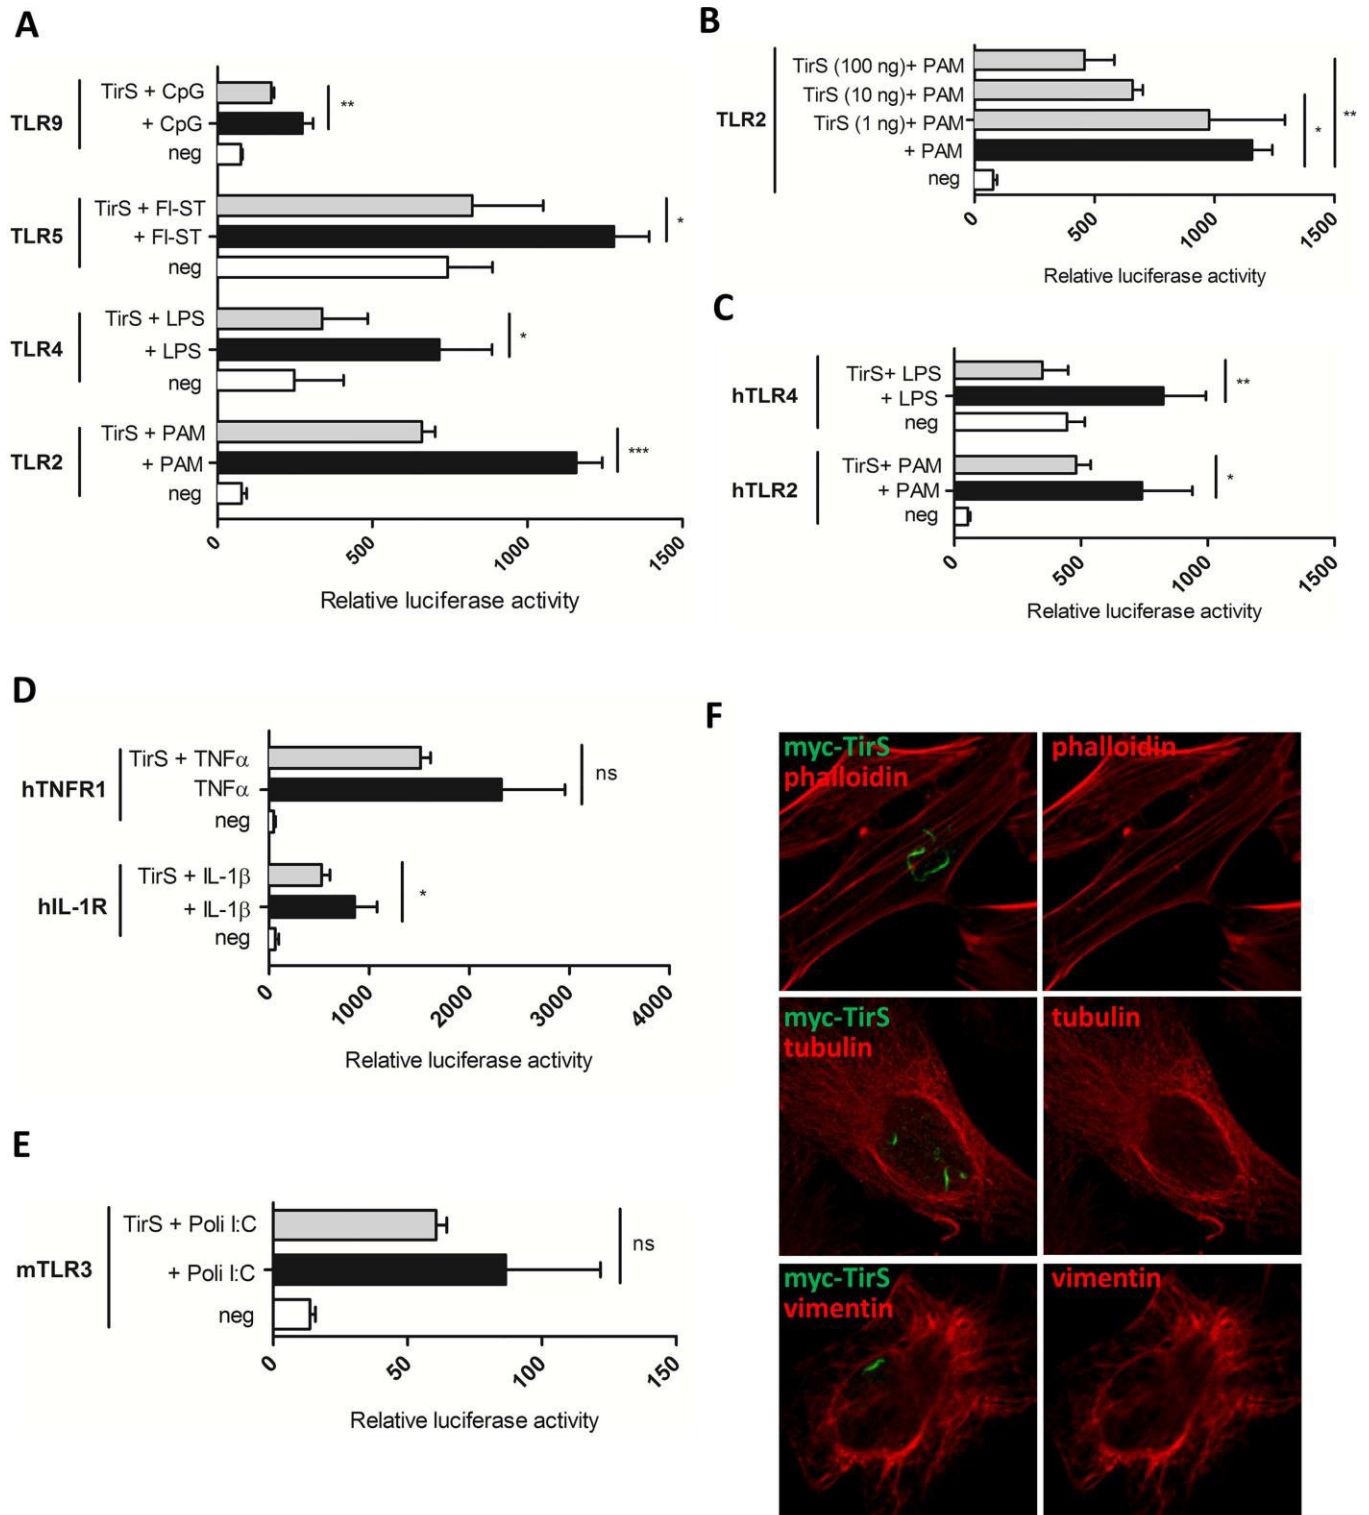 A
TLR9
TirS + CpG
+ CpG
neg
**
TLR5
TirS + FI-ST
+ FI-ST
neg
*
TLR4
TirS + LPS
+ LPS
neg
*
TLR2
TirS + PAM
+ PAM
neg
***
0 500 1000 1500
Relative luciferase activity
B
TLR2
TirS (100 ng)+ PAM
TirS (10 ng)+ PAM
TirS (1 ng)+ PAM
+ PAM
neg
* **
0 500 1000 1500
Relative luciferase activity
C
hTLR4
TirS+ LPS
+ LPS
neg
**
hTLR2
TirS+ PAM
+ PAM
neg
*
0 500 1000 1500
Relative luciferase activity
D
hTNFR1
TirS + TNFα
TNFα
neg
ns
hIL-1R
TirS + IL-1β
+ IL-1β
neg
*
0 1000 2000 3000 4000
Relative luciferase activity
E
mTLR3
TirS + Poli I:C
+ Poli I:C
neg
ns
0 50 100 150
Relative luciferase activity
F
myc-TirS
phalloidin
phalloidin
myc-TirS
tubulin
tubulin
myc-TirS
vimentin
vimentin